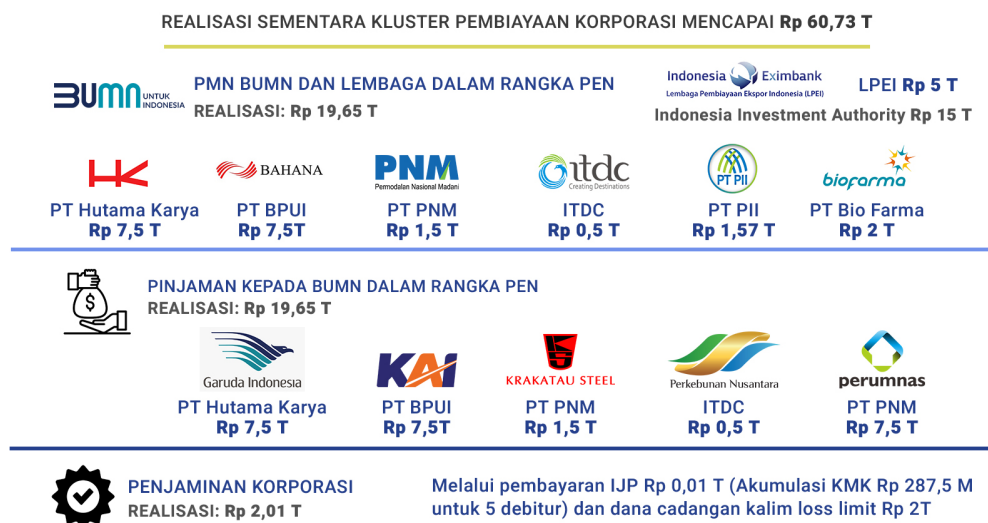 REALISASI SEMENTARA KLUSTER PEMBIAYAAN KORPORASI MENCAPAI Rp 60,73 T
BUMN UNTUK INDONESIA
PMN BUMN DAN LEMBAGA DALAM RANGKA PEN
REALISASI: Rp 19,65 T
Indonesia Eximbank
Lembaga Pembiayaan Ekspor Indonesia (LPEI)
LPEI Rp 5 T
Indonesia Investment Authority Rp 15 T
HK
BAHANA
PNM
Permodalan Nasional Madani
itdc
Creating Destinations
PT PII
biofarma
PT Hutama Karya
Rp 7,5 T
PT BPUI
Rp 7,5T
PT PNM
Rp 1,5 T
ITDC
Rp 0,5 T
PT PII
Rp 1,57 T
PT Bio Farma
Rp 2 T
$
PINJAMAN KEPADA BUMN DALAM RANGKA PEN
REALISASI: Rp 19,65 T
Garuda Indonesia
KAI
KRAKATAU STEEL
Perkebunan Nusantara
perumnas
PT Hutama Karya
Rp 7,5 T
PT BPUI
Rp 7,5T
PT PNM
Rp 1,5 T
ITDC
Rp 0,5 T
PT PNM
Rp 7,5 T
PENJAMINAN KORPORASI
REALISASI: Rp 2,01 T
Melalui pembayaran IJP Rp 0,01 T (Akumulasi KMK Rp 287,5 M
untuk 5 debitur) dan dana cadangan kalim loss limit Rp 2T